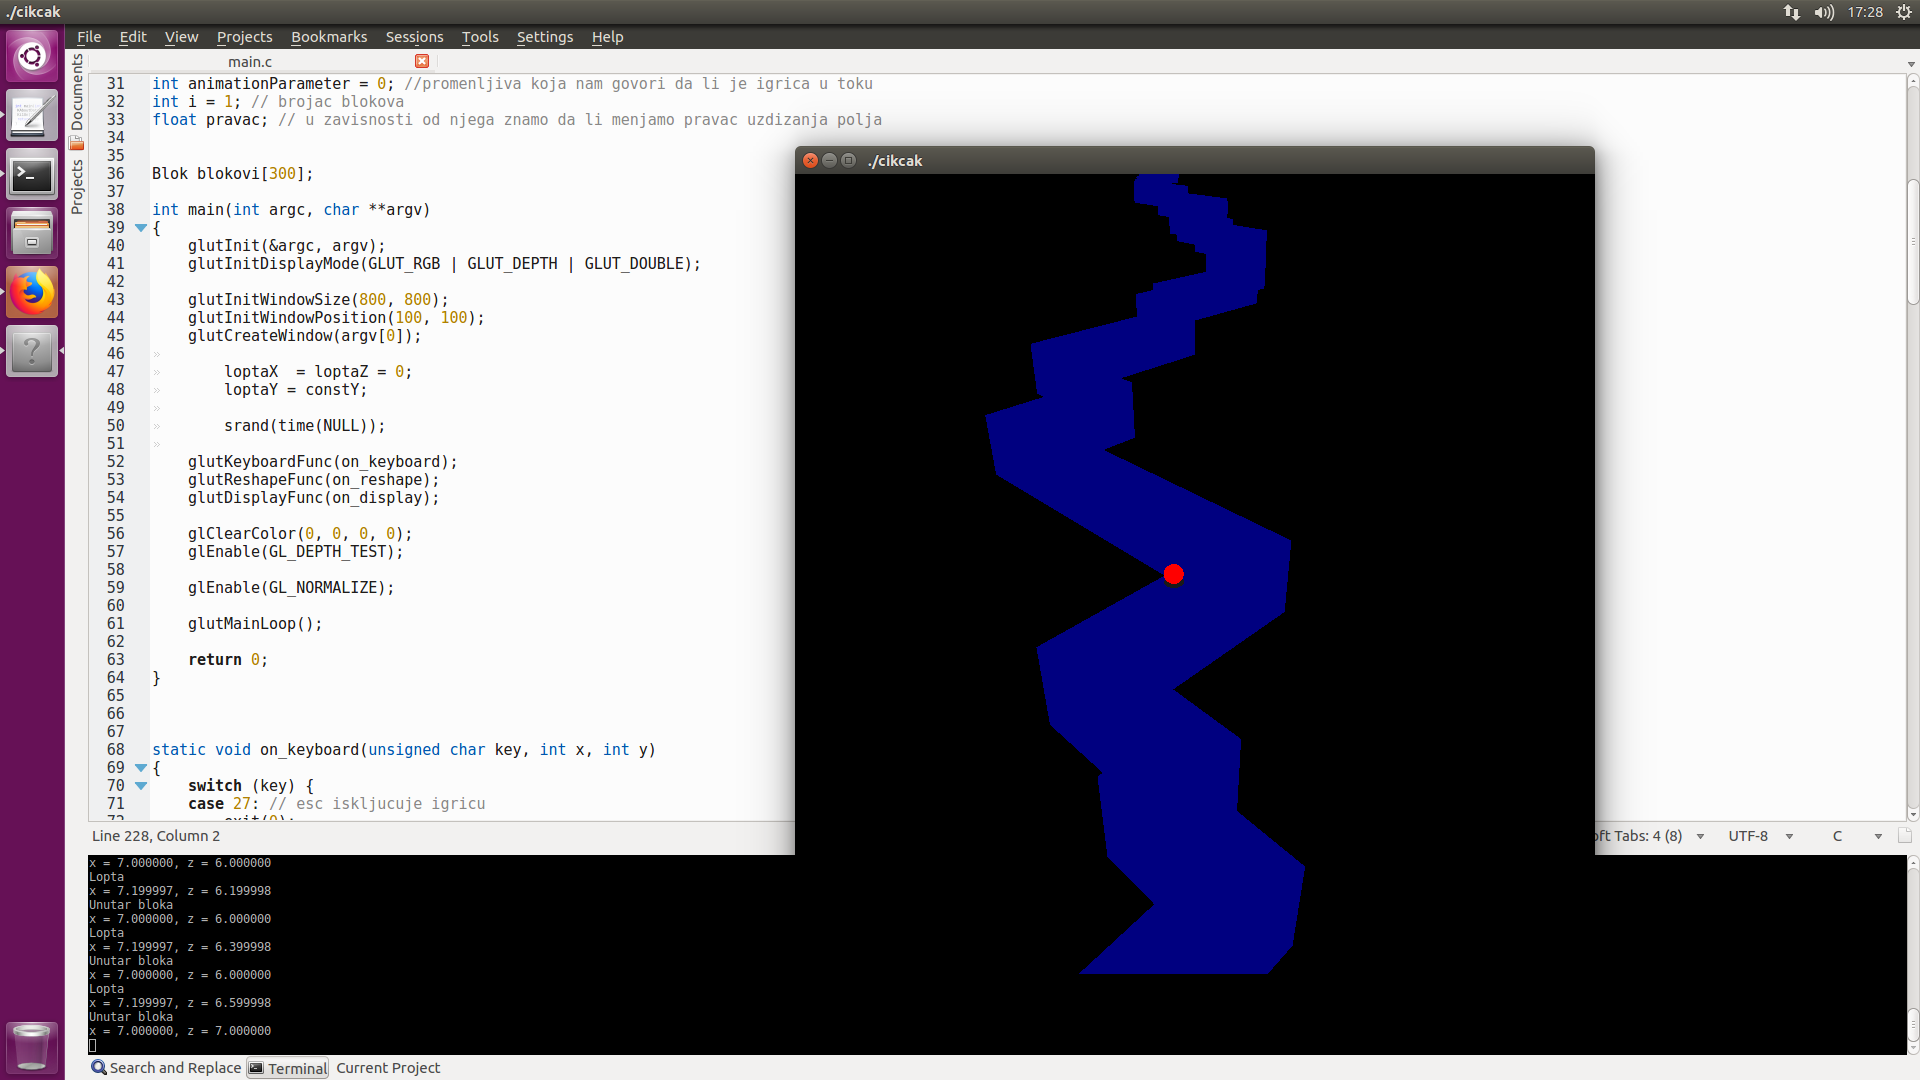 ./cikcak
17:28
File Edit View Projects Bookmarks Sessions Tools Settings Help
Documents
Projects
main.c
31 int animationParameter = 0; //promenljiva koja nam govori da li je igrica u toku
32 int i = 1; // brojac blokova
33 float pravac; // u zavisnosti od njega znamo da li menjamo pravac uzdizanja polja
34
35
36 Blok blokovi[300];
37
38 int main(int argc, char **argv)
39 {
40     glutInit(&argc, argv);
41     glutInitDisplayMode(GLUT_RGB | GLUT_DEPTH | GLUT_DOUBLE);
42
43     glutInitWindowSize(800, 800);
44     glutInitWindowPosition(100, 100);
45     glutCreateWindow(argv[0]);
46 »
47 »       loptaX  = loptaZ = 0;
48 »       loptaY = constY;
49 »
50 »       srand(time(NULL));
51 »
52     glutKeyboardFunc(on_keyboard);
53     glutReshapeFunc(on_reshape);
54     glutDisplayFunc(on_display);
55
56     glClearColor(0, 0, 0, 0);
57     glEnable(GL_DEPTH_TEST);
58
59     glEnable(GL_NORMALIZE);
60
61     glutMainLoop();
62
63     return 0;
64 }
65
66
67
68 static void on_keyboard(unsigned char key, int x, int y)
69 {
70     switch (key) {
71     case 27: // esc iskljucuje igricu
72         exit(0);
./cikcak
Line 228, Column 2
Tabs: 4 (8) UTF-8 C
x = 7.000000, z = 6.000000
Lopta
x = 7.199997, z = 6.199998
Unutar bloka
x = 7.000000, z = 6.000000
Lopta
x = 7.199997, z = 6.399998
Unutar bloka
x = 7.000000, z = 6.000000
Lopta
x = 7.199997, z = 6.599998
Unutar bloka
x = 7.000000, z = 7.000000
Search and Replace Terminal Current Project